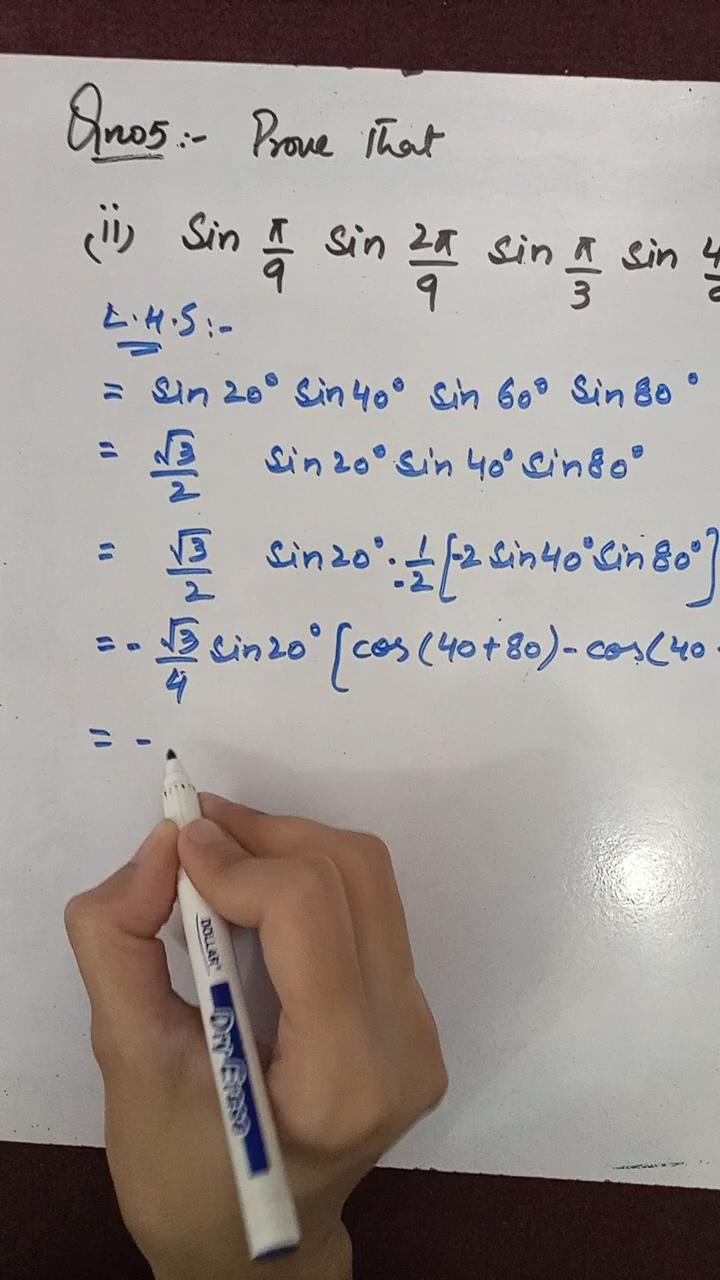 Qno5:- Prove That
(ii) Sin π/9 Sin 2π/9 Sin π/3 Sin 4
L.H.S:-
= Sin 20° Sin 40° Sin 60° Sin 80°
= √3/2 Sin 20° Sin 40° Sin 80°
= √3/2 Sin 20° · 1/-2 [-2 Sin 40° Sin 80°]
= - √3/4 Sin 20° [cos(40+80) - cos(40
= -
DOLLAR
Dry Erase